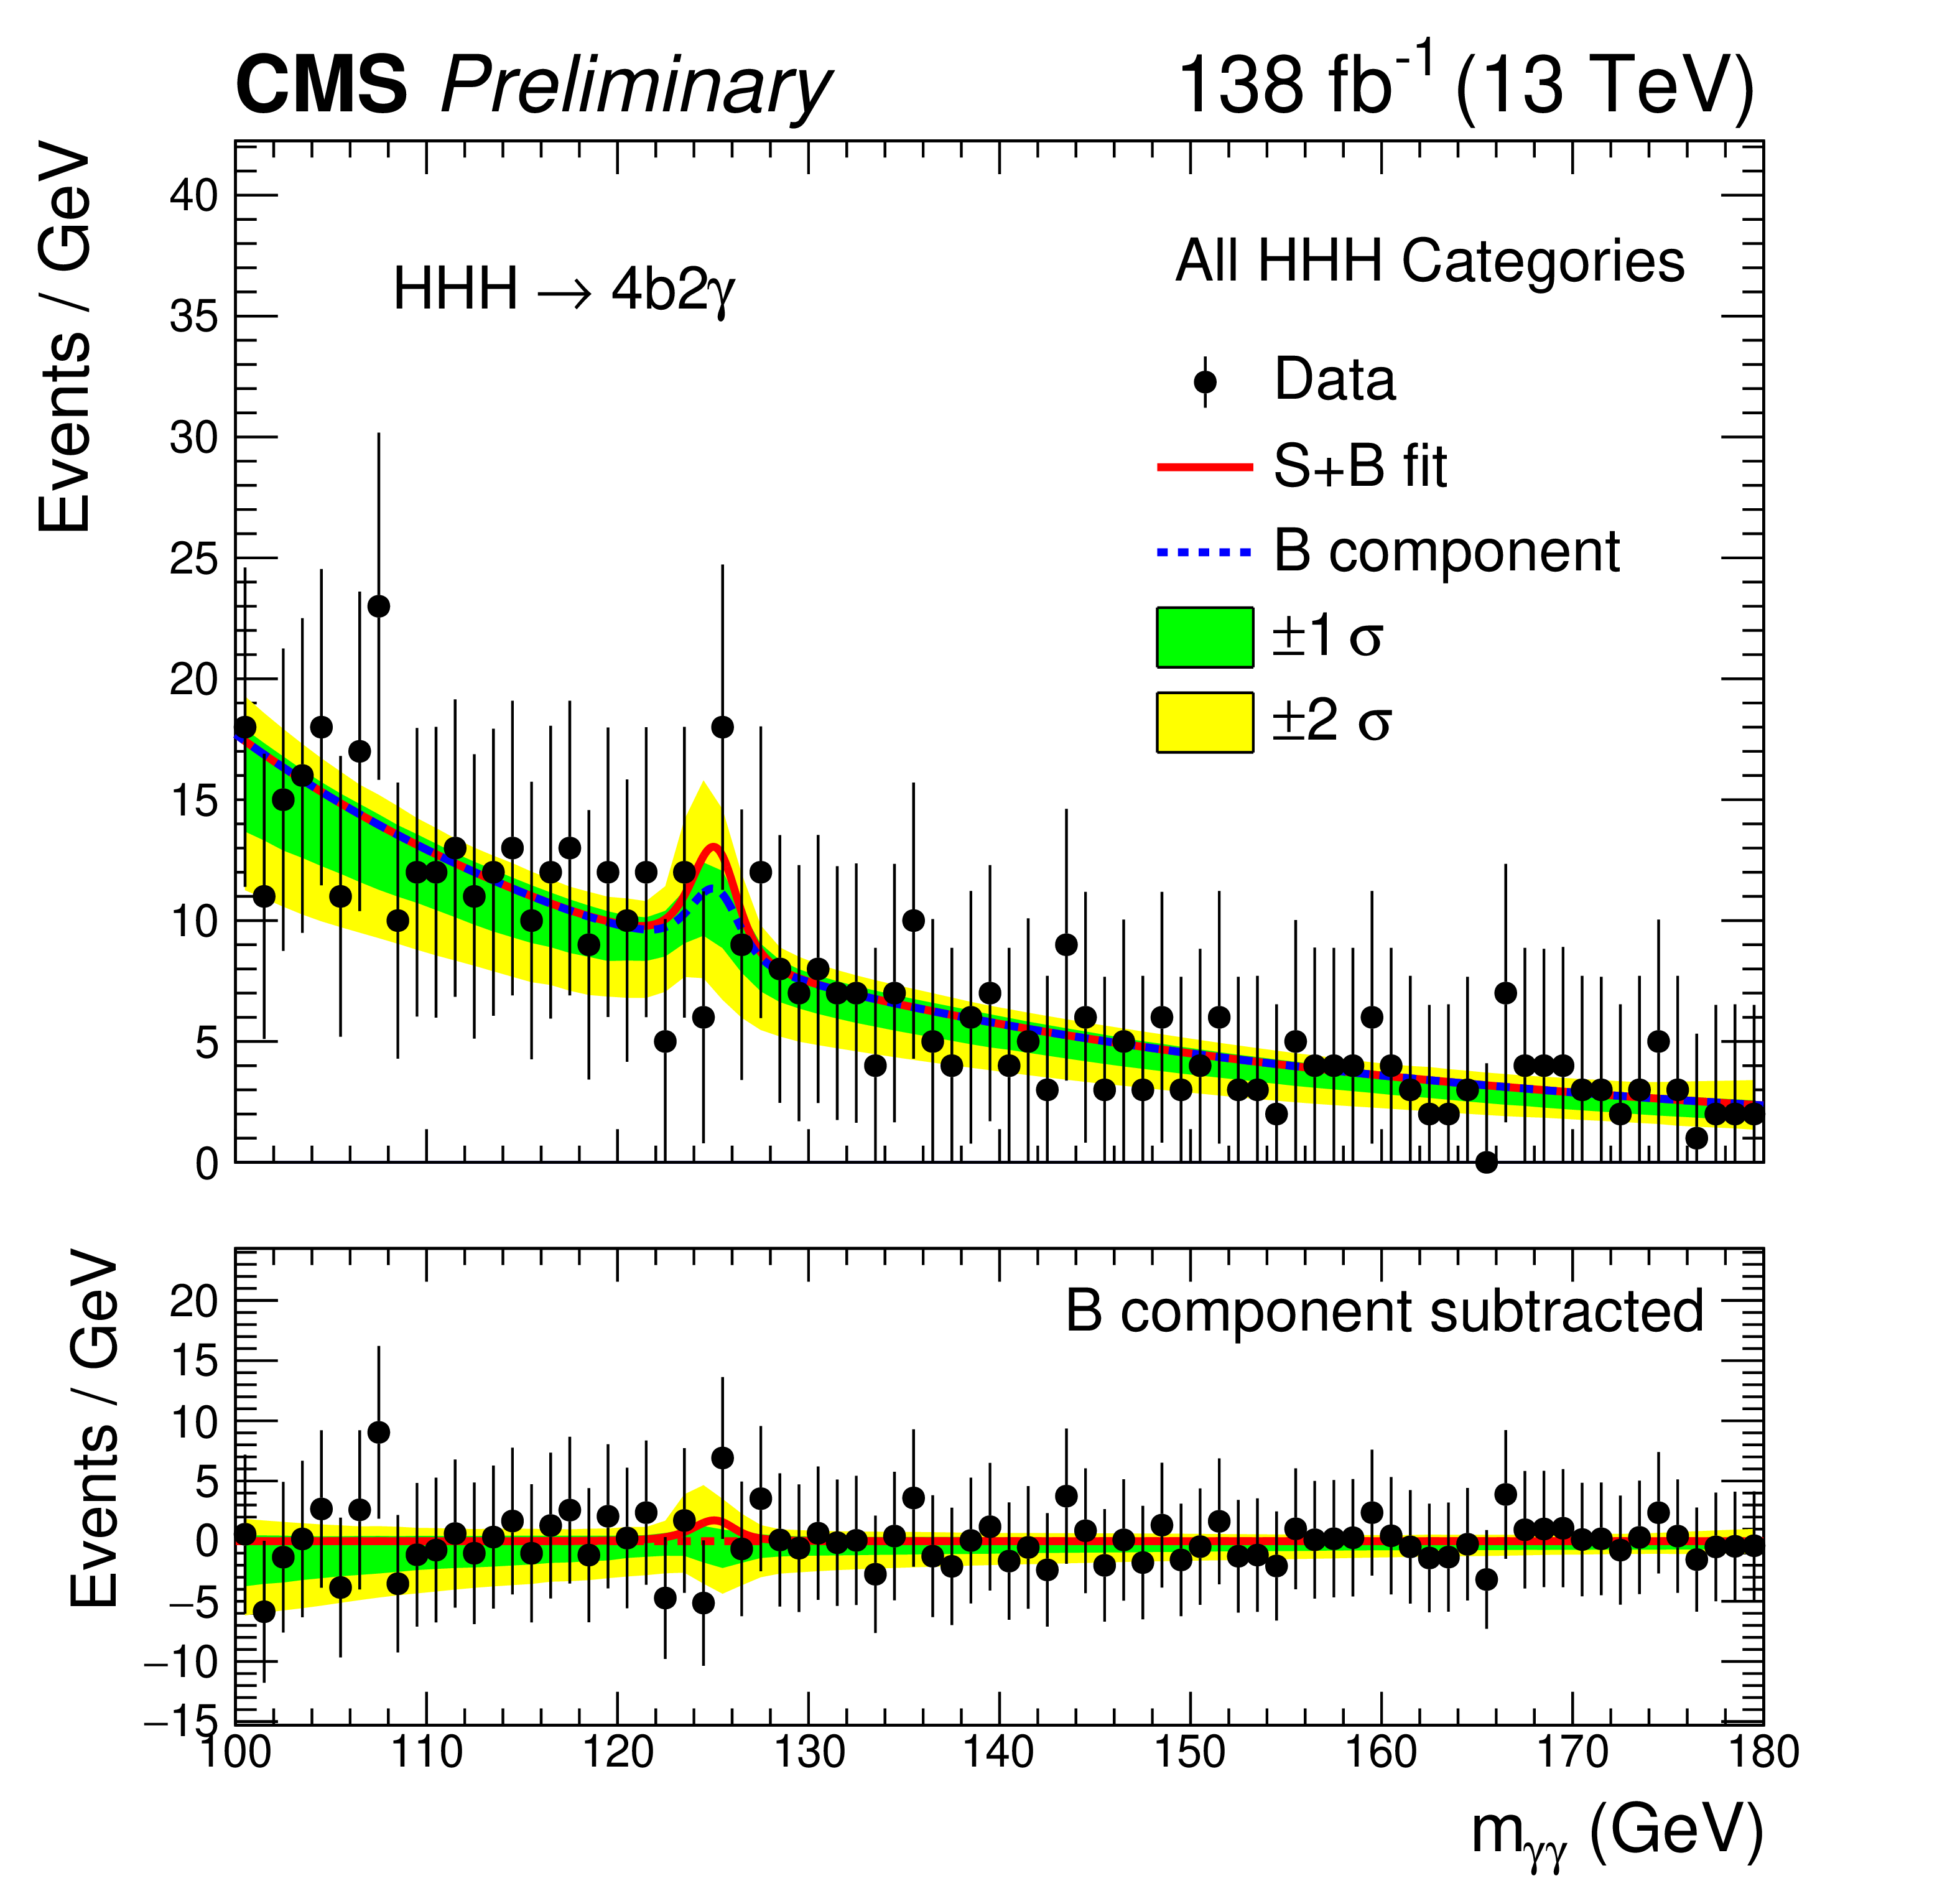 CMS Preliminary
138 fb⁻¹ (13 TeV)
Events / GeV
40
35
30
25
20
15
10
5
0
HHH → 4b2γ
All HHH Categories
Data
S+B fit
B component
±1 σ
±2 σ
Events / GeV
20
15
10
5
0
−5
−10
−15
B component subtracted
100 110 120 130 140 150 160 170 180
mγγ (GeV)